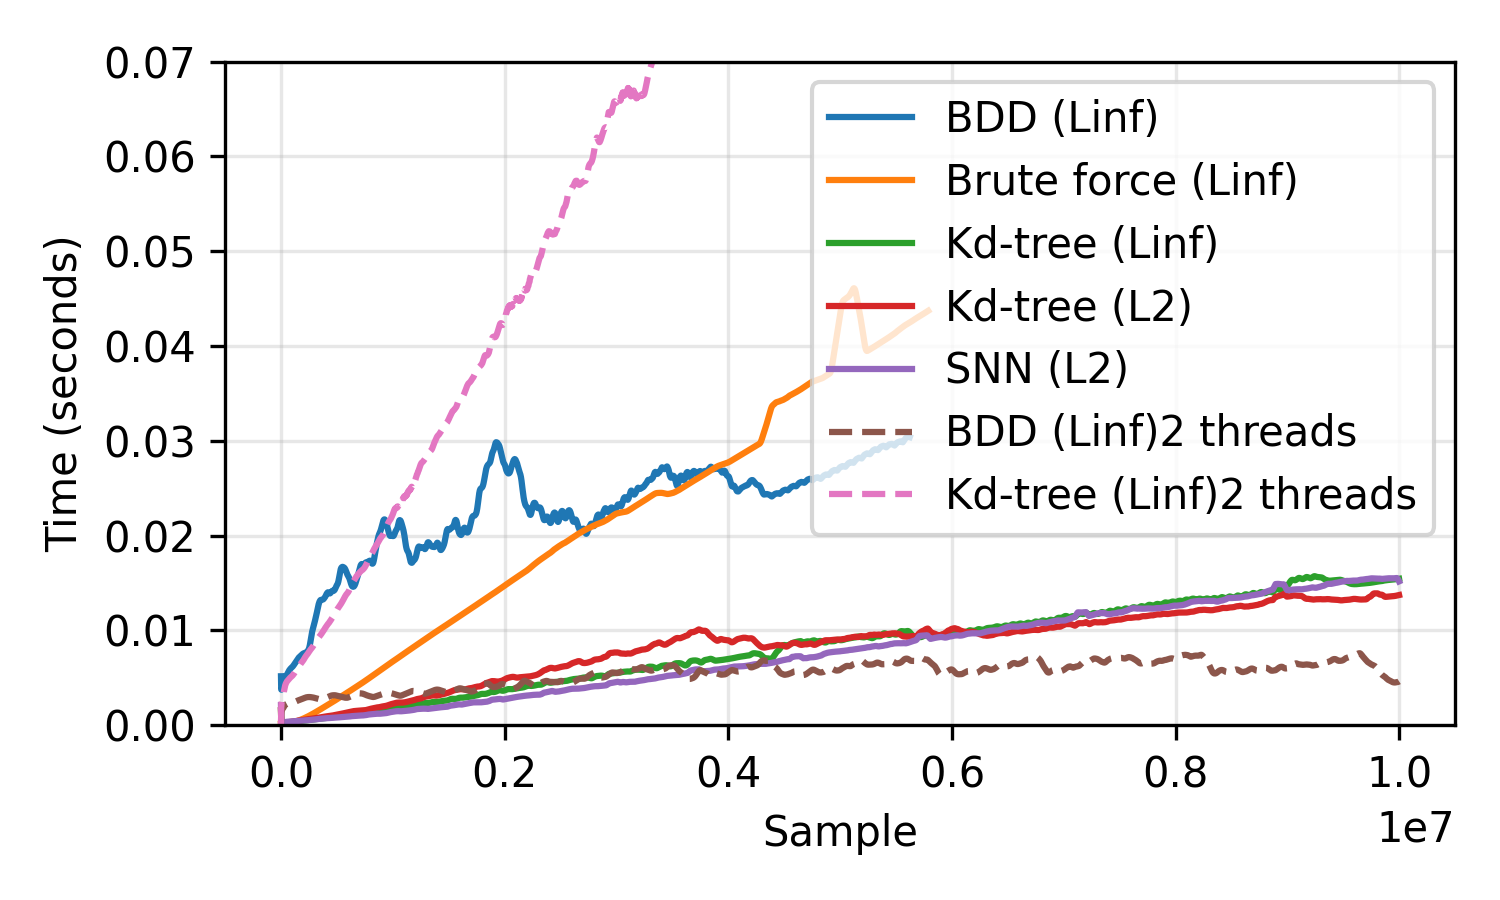 0.07
0.06
0.05
0.04
0.03
0.02
0.01
0.00
Time (seconds)
BDD (Linf)
Brute force (Linf)
Kd-tree (Linf)
Kd-tree (L2)
SNN (L2)
BDD (Linf)2 threads
Kd-tree (Linf)2 threads
0.0 0.2 0.4 0.6 0.8 1.0
1e7
Sample